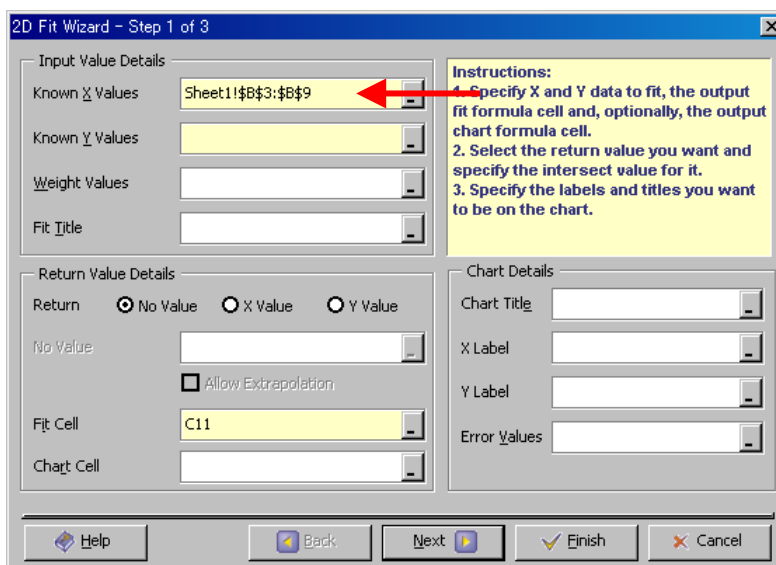 2D Fit Wizard - Step 1 of 3
Input Value Details
Known X Values
Sheet1!$B$3:$B$9
Known Y Values
Weight Values
Fit Title
Instructions:
1. Specify X and Y data to fit, the output
fit formula cell and, optionally, the output
chart formula cell.
2. Select the return value you want and
specify the intersect value for it.
3. Specify the labels and titles you want
to be on the chart.
Return Value Details
Return No Value X Value Y Value
No Value
Allow Extrapolation
Fit Cell
C11
Chart Cell
Chart Details
Chart Title
X Label
Y Label
Error Values
Help Back Next Finish Cancel